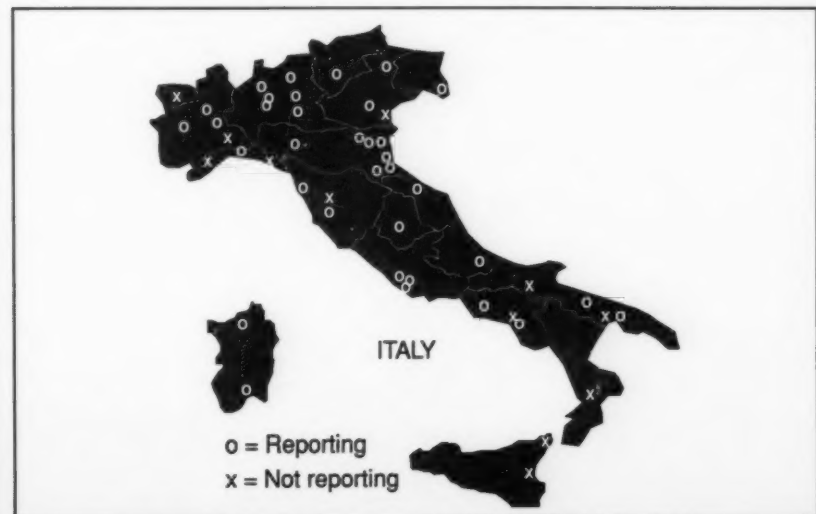 ITALY
o = Reporting
x = Not reporting